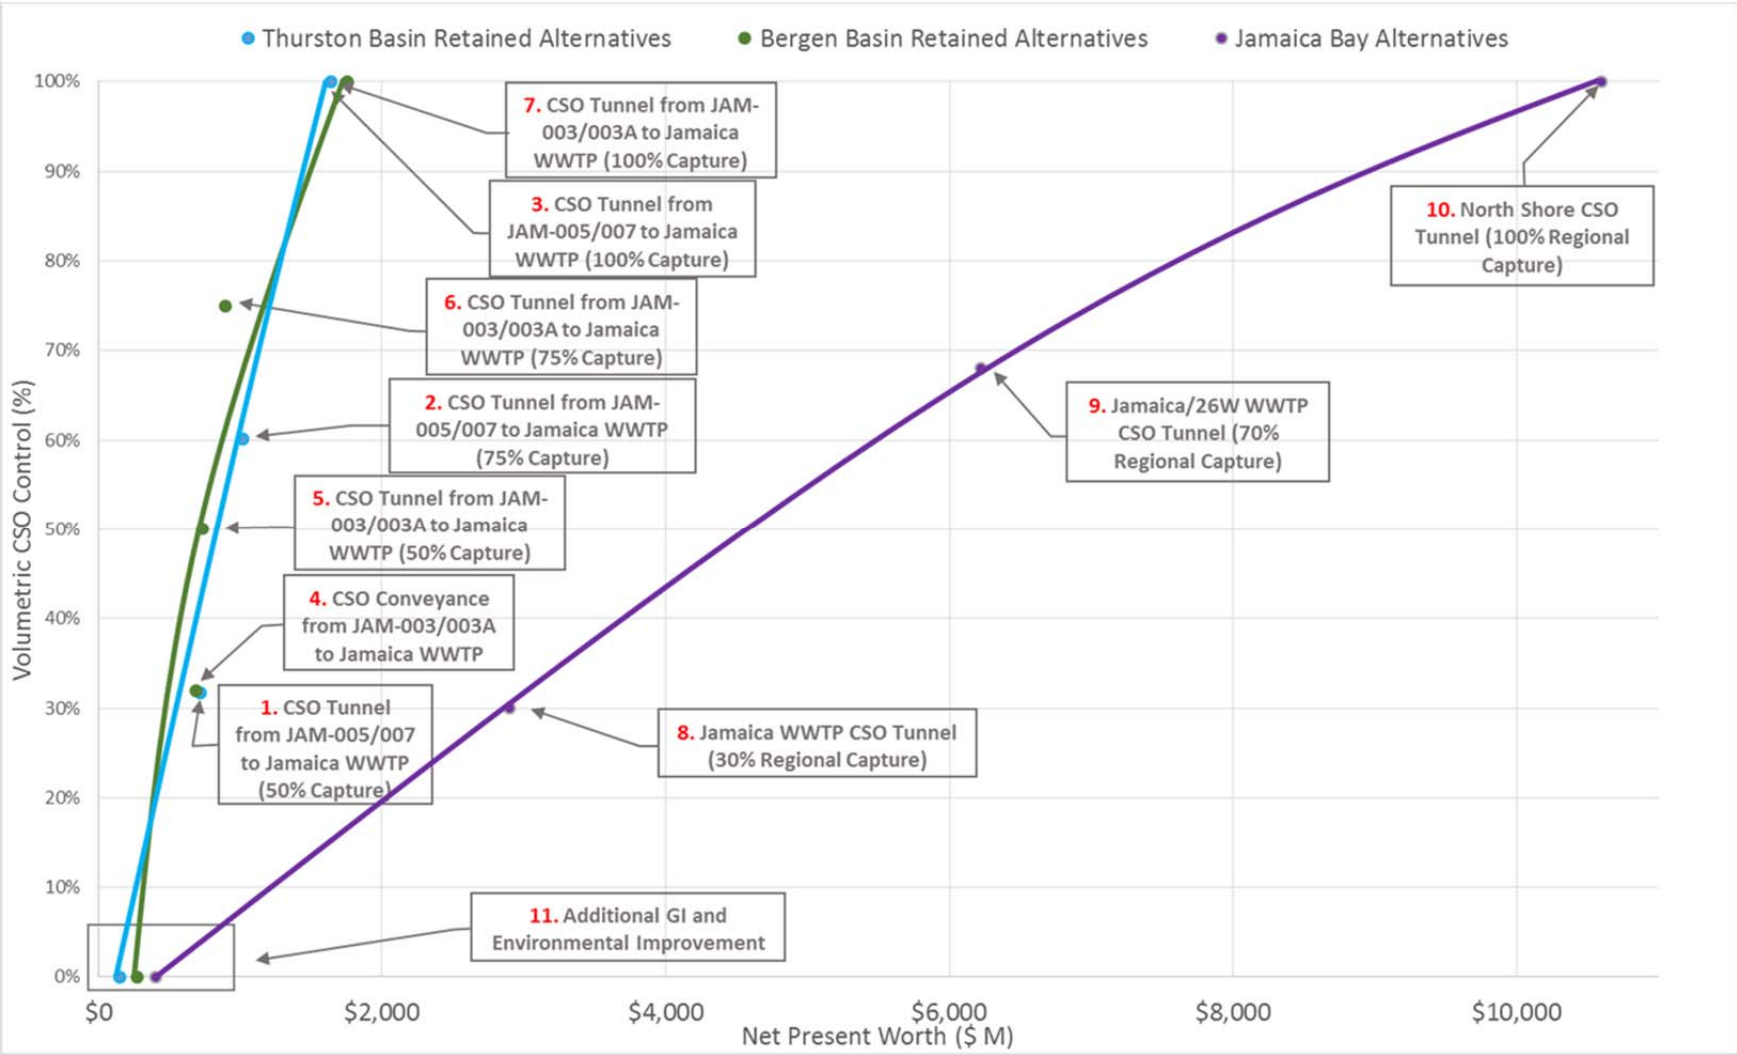 Thurston Basin Retained Alternatives
Bergen Basin Retained Alternatives
Jamaica Bay Alternatives
100%
90%
80%
70%
60%
50%
40%
30%
20%
10%
0%
Volumetric CSO Control (%)
7. CSO Tunnel from JAM-
003/003A to Jamaica
WWTP (100% Capture)
3. CSO Tunnel from
JAM-005/007 to Jamaica
WWTP (100% Capture)
6. CSO Tunnel from JAM-
003/003A to Jamaica
WWTP (75% Capture)
2. CSO Tunnel from JAM-
005/007 to Jamaica WWTP
(75% Capture)
5. CSO Tunnel from JAM-
003/003A to Jamaica
WWTP (50% Capture)
4. CSO Conveyance
from JAM-003/003A
to Jamaica WWTP
1. CSO Tunnel
from JAM-005/007
to Jamaica WWTP
(50% Capture)
10. North Shore CSO
Tunnel (100% Regional
Capture)
9. Jamaica/26W WWTP
CSO Tunnel (70%
Regional Capture)
8. Jamaica WWTP CSO Tunnel
(30% Regional Capture)
11. Additional GI and
Environmental Improvement
$0
$2,000
$4,000
$6,000
$8,000
$10,000
Net Present Worth ($ M)